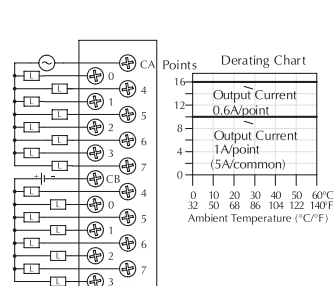 CA
L 0
L 4
L 1
L 5
L 2
L 6
L 3
L 7
+ - CB
L 4
L 0
L 5
L 1
L 6
L 2
L 7
L 3
Derating Chart
Points
16
12
8
4
0
Output Current
0.6A/point
Output Current
1A/point
(5A/common)
0 10 20 30 40 50 60°C
32 50 68 86 104 122 140°F
Ambient Temperature (°C/°F)